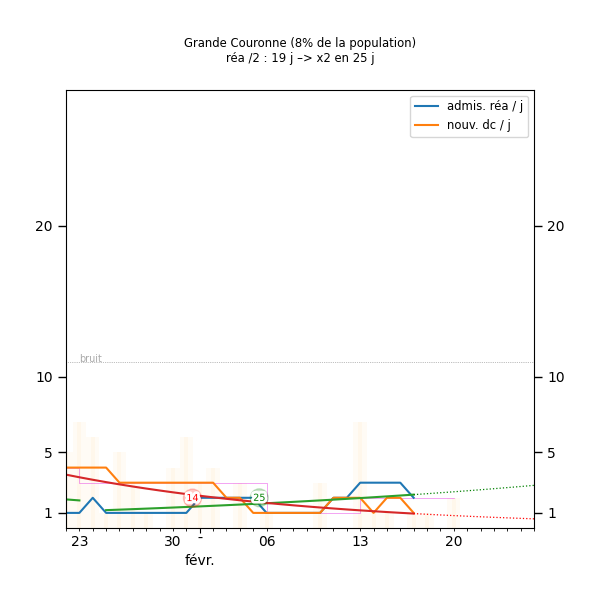 Grande Couronne (8% de la population)
réa /2 : 19 j –> x2 en 25 j
admis. réa / j
nouv. dc / j
20 20
bruit
10 10
5 5
14 25
1 1
23 30 - 06 13 20
févr.